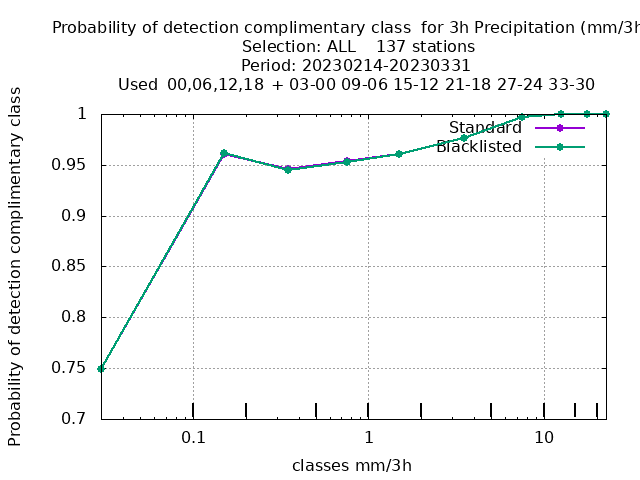 Probability of detection complimentary class  for 3h Precipitation (mm/3h
Selection: ALL    137 stations
Period: 20230214-20230331
Used  00,06,12,18  + 03-00 09-06 15-12 21-18 27-24 33-30
Probability of detection complimentary class
1
0.95
0.9
0.85
0.8
0.75
0.7
Standard
Blacklisted
0.1
1
10
classes mm/3h